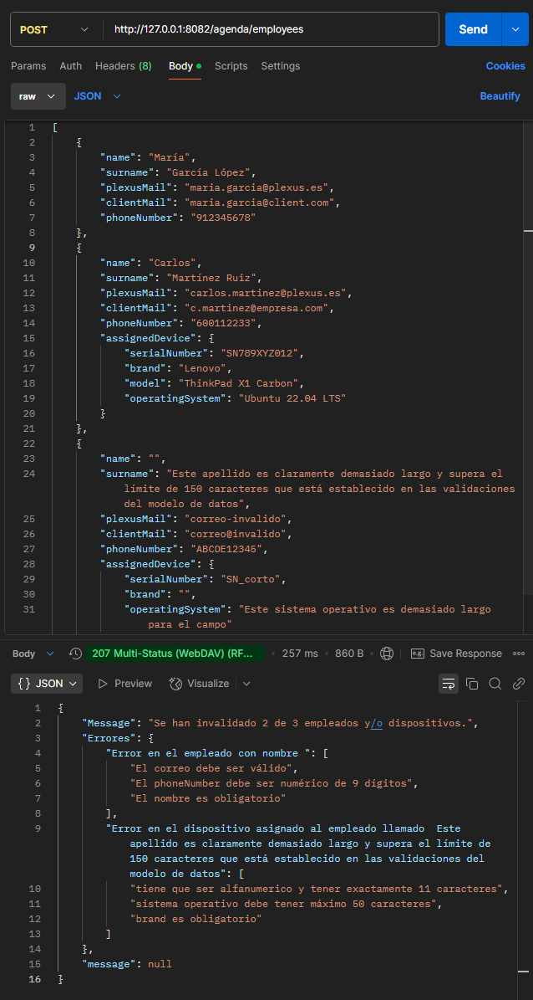 POST http://127.0.0.1:8082/agenda/employees Send
Params Auth Headers (8) Body Scripts Settings Cookies
raw JSON Beautify
1 [
2 {
3 "name": "María",
4 "surname": "García López",
5 "plexusMail": "maria.garcia@plexus.es",
6 "clientMail": "maria.garcia@client.com",
7 "phoneNumber": "912345678"
8 },
9 {
10 "name": "Carlos",
11 "surname": "Martínez Ruiz",
12 "plexusMail": "carlos.martinez@plexus.es",
13 "clientMail": "c.martinez@empresa.com",
14 "phoneNumber": "600112233",
15 "assignedDevice": {
16 "serialNumber": "SN789XYZ012",
17 "brand": "Lenovo",
18 "model": "ThinkPad X1 Carbon",
19 "operatingSystem": "Ubuntu 22.04 LTS"
20 }
21 },
22 {
23 "name": "",
24 "surname": "Este apellido es claramente demasiado largo y supera el
límite de 150 caracteres que está establecido en las validaciones
del modelo de datos",
25 "plexusMail": "correo-invalido",
26 "clientMail": "correo@invalido",
27 "phoneNumber": "ABCDE12345",
28 "assignedDevice": {
29 "serialNumber": "SN_corto",
30 "brand": "",
31 "operatingSystem": "Este sistema operativo es demasiado largo
para el campo"
Body 207 Multi-Status (WebDAV) (RF... 257 ms 860 B e.g. Save Response
{} JSON Preview Visualize
1 {
2 "Message": "Se han invalidado 2 de 3 empleados y/o dispositivos.",
3 "Errores": {
4 "Error en el empleado con nombre ": [
5 "El correo debe ser válido",
6 "El phoneNumber debe ser numérico de 9 dígitos",
7 "El nombre es obligatorio"
8 ],
9 "Error en el dispositivo asignado al empleado llamado  Este
apellido es claramente demasiado largo y supera el límite de
150 caracteres que está establecido en las validaciones del
modelo de datos": [
10 "tiene que ser alfanumerico y tener exactamente 11 caracteres",
11 "sistema operativo debe tener máximo 50 caracteres",
12 "brand es obligatorio"
13 ]
14 },
15 "message": null
16 }